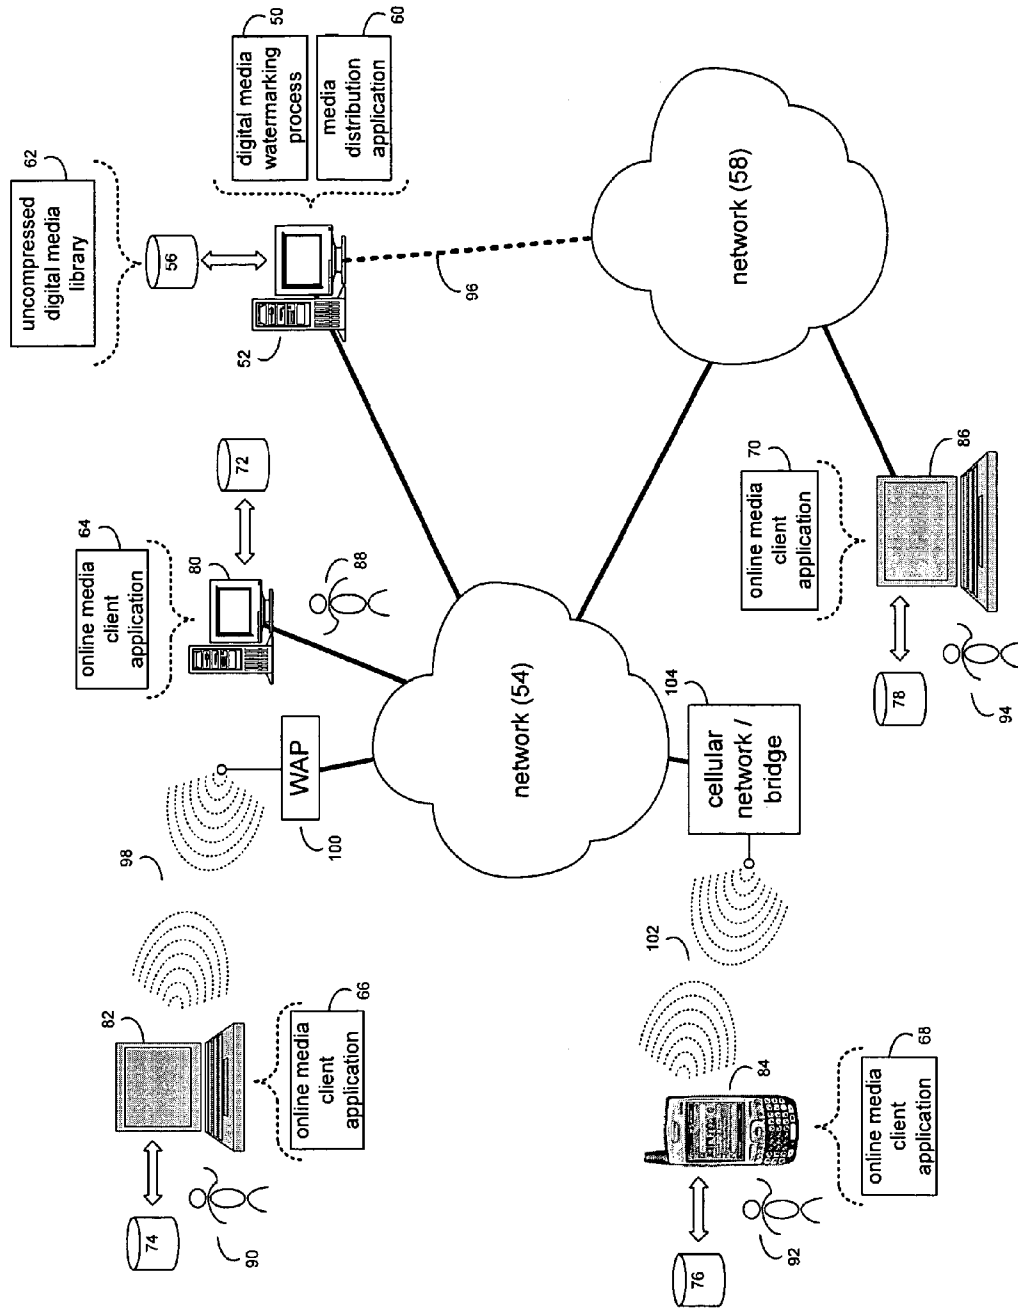 uncompressed
digital media
library
62
online media
client
application
64
82
98
74
56
80
90
52
72
digital media
watermarking
process
50
online media
client
application
66
WAP
100
88
media
distribution
application
60
96
network (54)
102
104
76
92
84
cellular
network /
bridge
network (58)
online media
client
application
70
online media
client
application
68
78
86
94